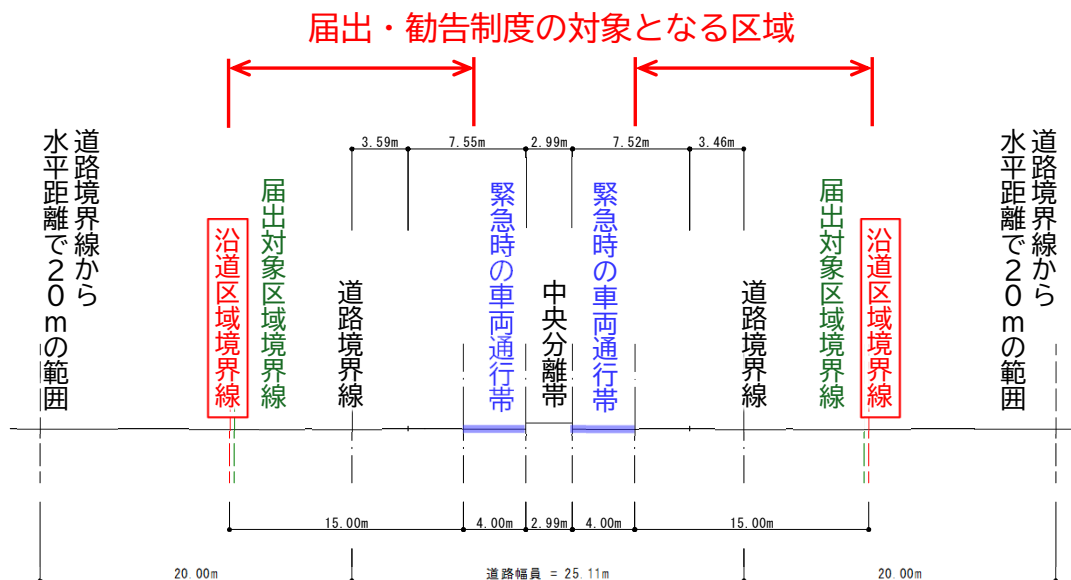 届出・勧告制度の対象となる区域
3.59m
7.55m
2.99m
7.52m
3.46m
道路境界線から
水平距離で20mの範囲
沿道区域境界線
届出対象区域境界線
道路境界線
緊急時の車両通行帯
中央分離帯
緊急時の車両通行帯
道路境界線
届出対象区域境界線
沿道区域境界線
道路境界線から
水平距離で20mの範囲
15.00m
4.00m
2.99m
4.00m
15.00m
20.00m
道路幅員 = 25.11m
20.00m